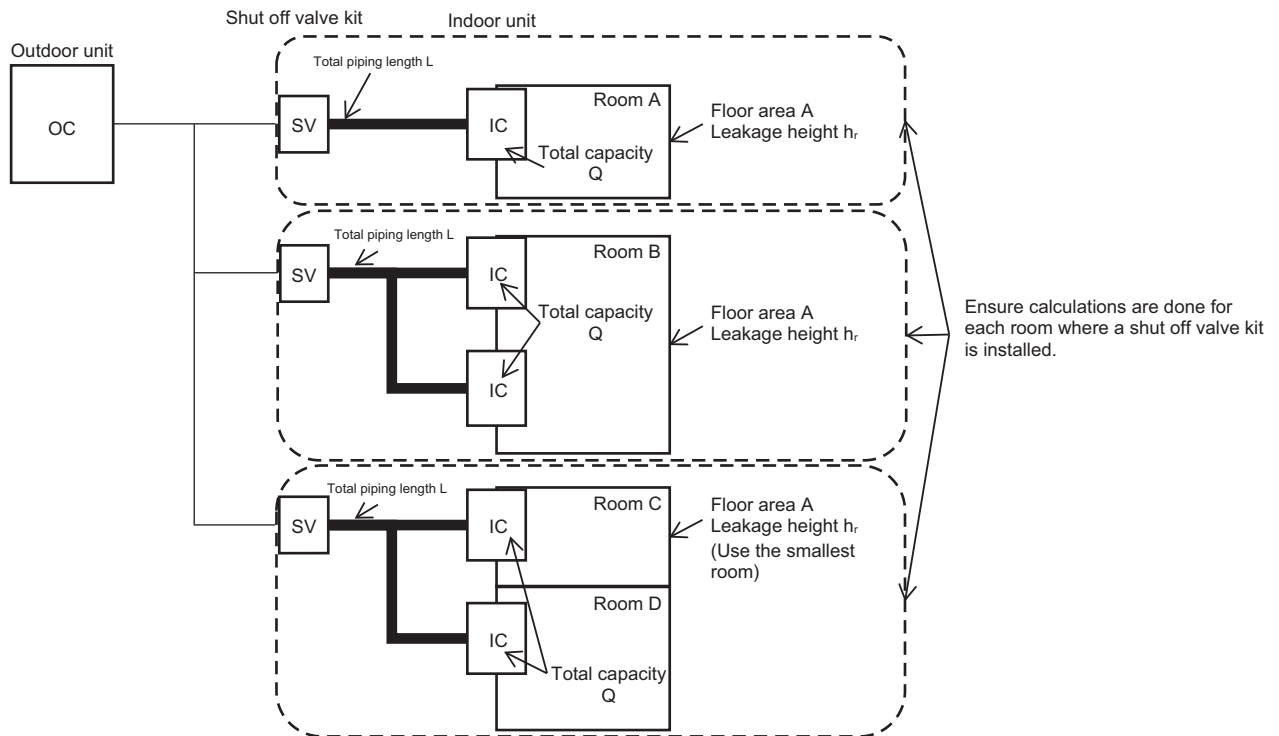 Shut off valve kit
Indoor unit
Outdoor unit
OC
Total piping length L
SV
IC
Room A
Total capacity
Q
Floor area A
Leakage height hᵣ
Total piping length L
SV
IC
IC
Room B
Total capacity
Q
Floor area A
Leakage height hᵣ
Ensure calculations are done for
each room where a shut off valve kit
is installed.
Total piping length L
SV
IC
Room C
Floor area A
Leakage height hᵣ
(Use the smallest
room)
IC
Room D
Total capacity
Q